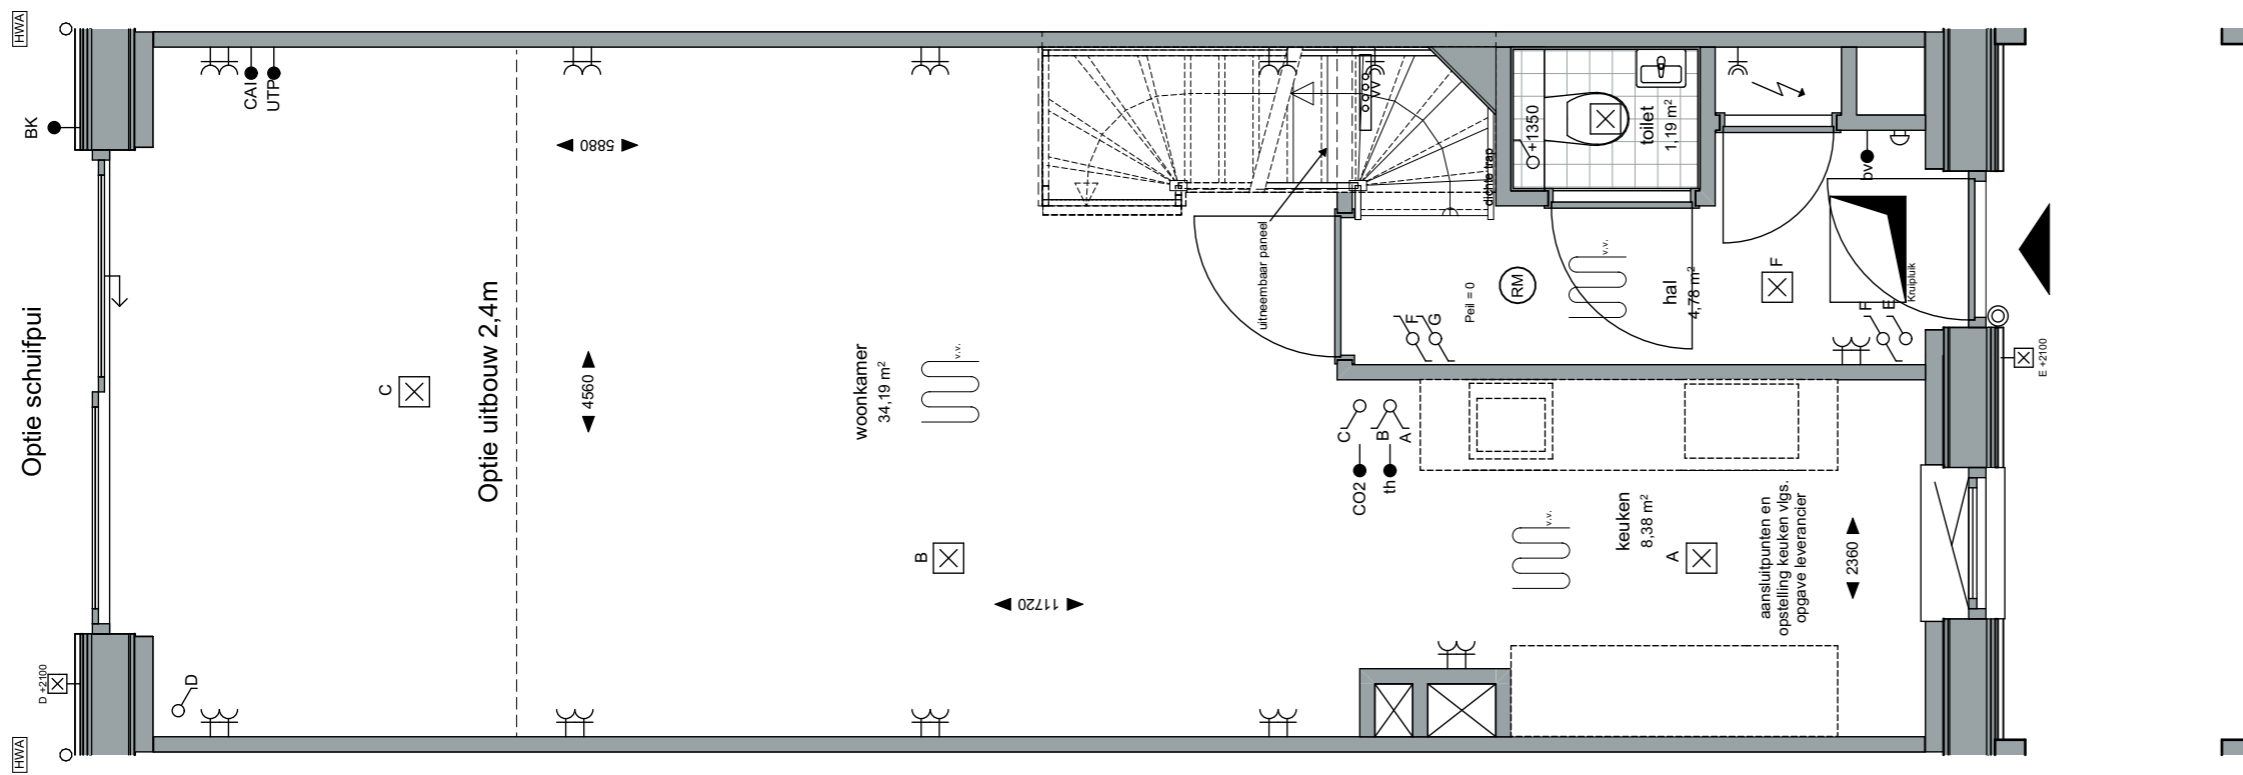 HWA
BK
CAI
UTP
Optie schuifpui
Optie uitbouw 2,4m
C
5880
4560
woonkamer
34,19 m²
v.v.
B
11720
D +2100
D
HWA
uitneembaar paneel
dichte trap
VV
+1350
toilet
1,19 m²
bv
RM
Peil = 0
F
G
v.v.
hal
4,78 m²
F
Kruipluik
F
E
E +2100
C
B
A
CO2
th
v.v.
keuken
8,38 m²
A
aansluitpunten en
opstelling keuken vlgs.
opgave leverancier
2360